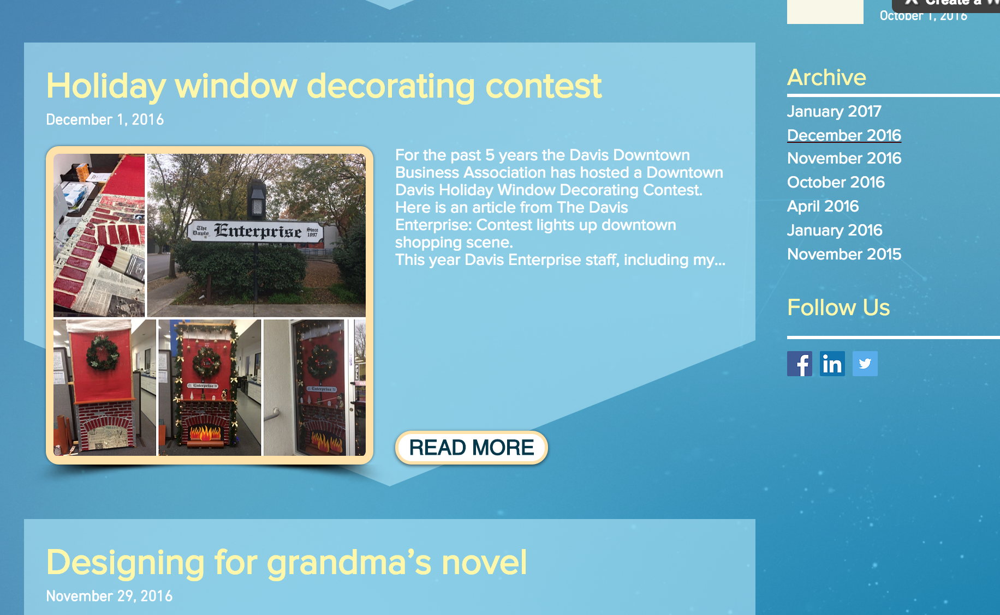 Create a
October 1, 2016
Holiday window decorating contest
December 1, 2016
The Davis Enterprise Since 1897
Enterprise
Enterprise
For the past 5 years the Davis Downtown
Business Association has hosted a Downtown
Davis Holiday Window Decorating Contest.
Here is an article from The Davis
Enterprise: Contest lights up downtown
shopping scene.
This year Davis Enterprise staff, including my...
READ MORE
Archive
January 2017
December 2016
November 2016
October 2016
April 2016
January 2016
November 2015
Follow Us
f
in
Designing for grandma’s novel
November 29, 2016